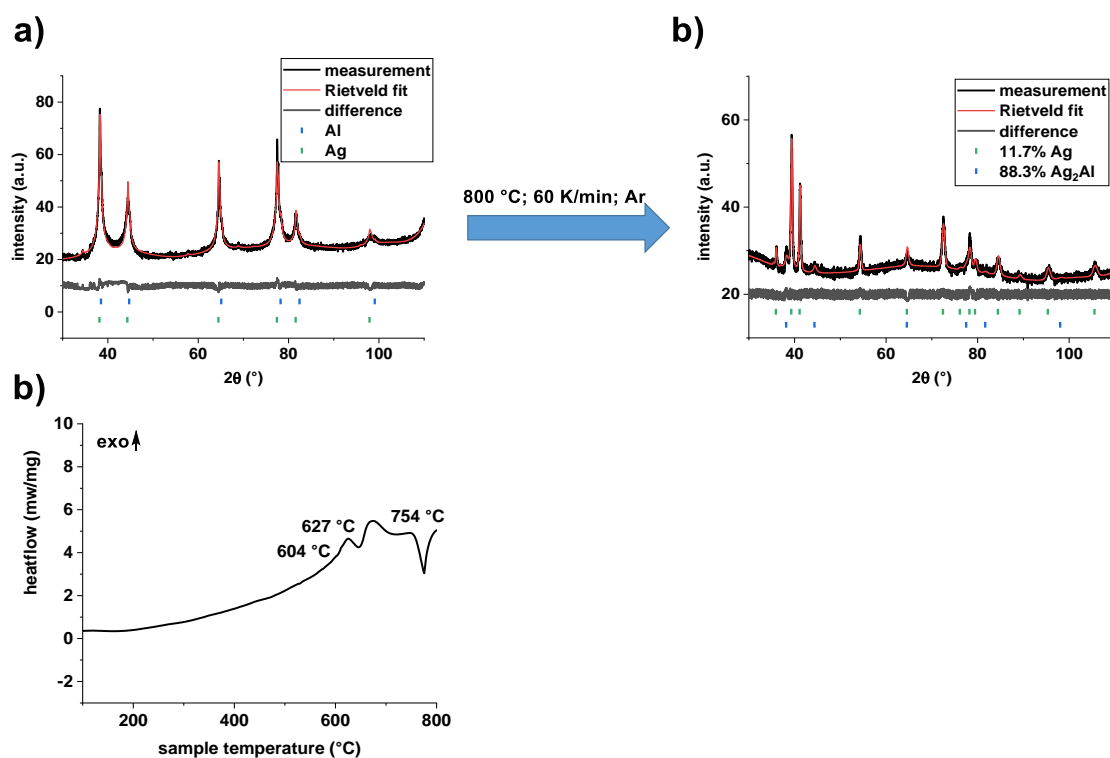 a)
measurement
Rietveld fit
difference
Al
Ag
80
60
40
20
0
intensity (a.u.)
40
60
80
100
2θ (°)
800 °C; 60 K/min; Ar
b)
measurement
Rietveld fit
difference
11.7% Ag
88.3% Ag₂Al
60
50
40
30
20
intensity (a.u.)
40
60
80
100
2θ (°)
b)
exo
10
8
6
4
2
0
-2
heatflow (mw/mg)
604 °C
627 °C
754 °C
200
400
600
800
sample temperature (°C)